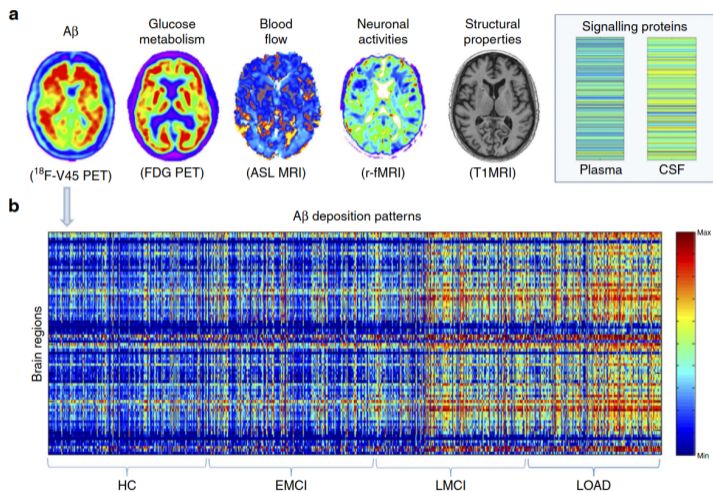 a
Aβ
Glucose
metabolism
Blood
flow
Neuronal
activities
Structural
properties
Signalling proteins
(¹⁸F-V45 PET)
(FDG PET)
(ASL MRI)
(r-fMRI)
(T1MRI)
Plasma
CSF
b
Aβ deposition patterns
Brain regions
Max
Min
HC
EMCI
LMCI
LOAD